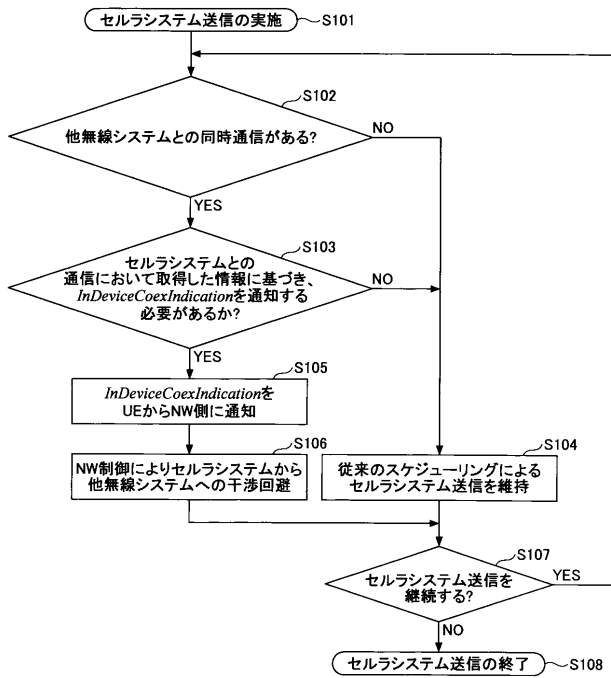 セルラシステム送信の実施
S101
S102
他無線システムとの同時通信がある?
NO
YES
S103
セルラシステムとの
通信において取得した情報に基づき、
InDeviceCoexIndicationを通知する
必要があるか?
NO
YES
S105
InDeviceCoexIndicationを
UEからNW側に通知
S106
NW制御によりセルラシステムから
他無線システムへの干渉回避
S104
従来のスケジューリングによる
セルラシステム送信を維持
S107
セルラシステム送信を
継続する?
YES
NO
セルラシステム送信の終了
S108